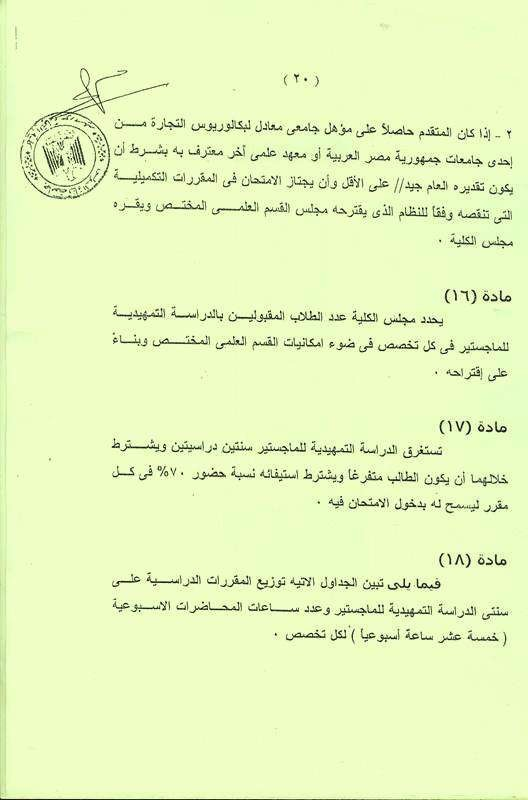 ( ٢٠ )
٢ - إذا كان المتقدم حاصلاً على مؤهل جامعى معادل لبكالوريوس التجارة من
إحدى جامعات جمهورية مصر العربية أو معهد علمى أخر معترف به بشرط أن
يكون تقديره العام جيد// على الأقل وأن يجتاز الامتحان فى المقررات التكميلية
التى تنقصه وفقاً للنظام الذى يقترحه مجلس القسم العلمى المختص ويقره
مجلس الكلية ٠
مادة (١٦)
يحدد مجلس الكلية عدد الطلاب المقبولين بالدراسة التمهيدية
للماجستير فى كل تخصص فى ضوء امكانيات القسم العلمى المختص وبناءً
على إقتراحه ٠
مادة (١٧)
تستغرق الدراسة التمهيدية للماجستير سنتين دراسيتين ويشترط
خلالهما أن يكون الطالب متفرغاً ويشترط استيفائه نسبة حضور ٧٠% فى كل
مقرر ليسمح له بدخول الامتحان فيه ٠
مادة (١٨)
فيما يلى تبين الجداول الاتيه توزيع المقررات الدراسية على
سنتى الدراسة التمهيدية للماجستير وعدد ساعات المحاضرات الاسبوعية
( خمسة عشر ساعة أسبوعياً ) لكل تخصص ٠